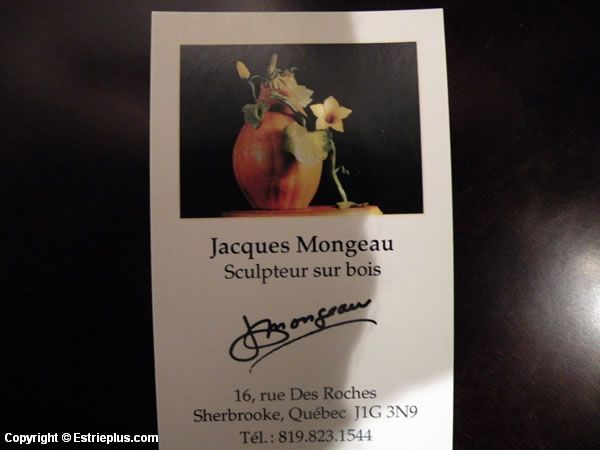 Jacques Mongeau
Sculpteur sur bois
JMongeau
16, rue Des Roches
Sherbrooke, Québec J1G 3N9
Tél.: 819.823.1544
Copyright © Estrieplus.com